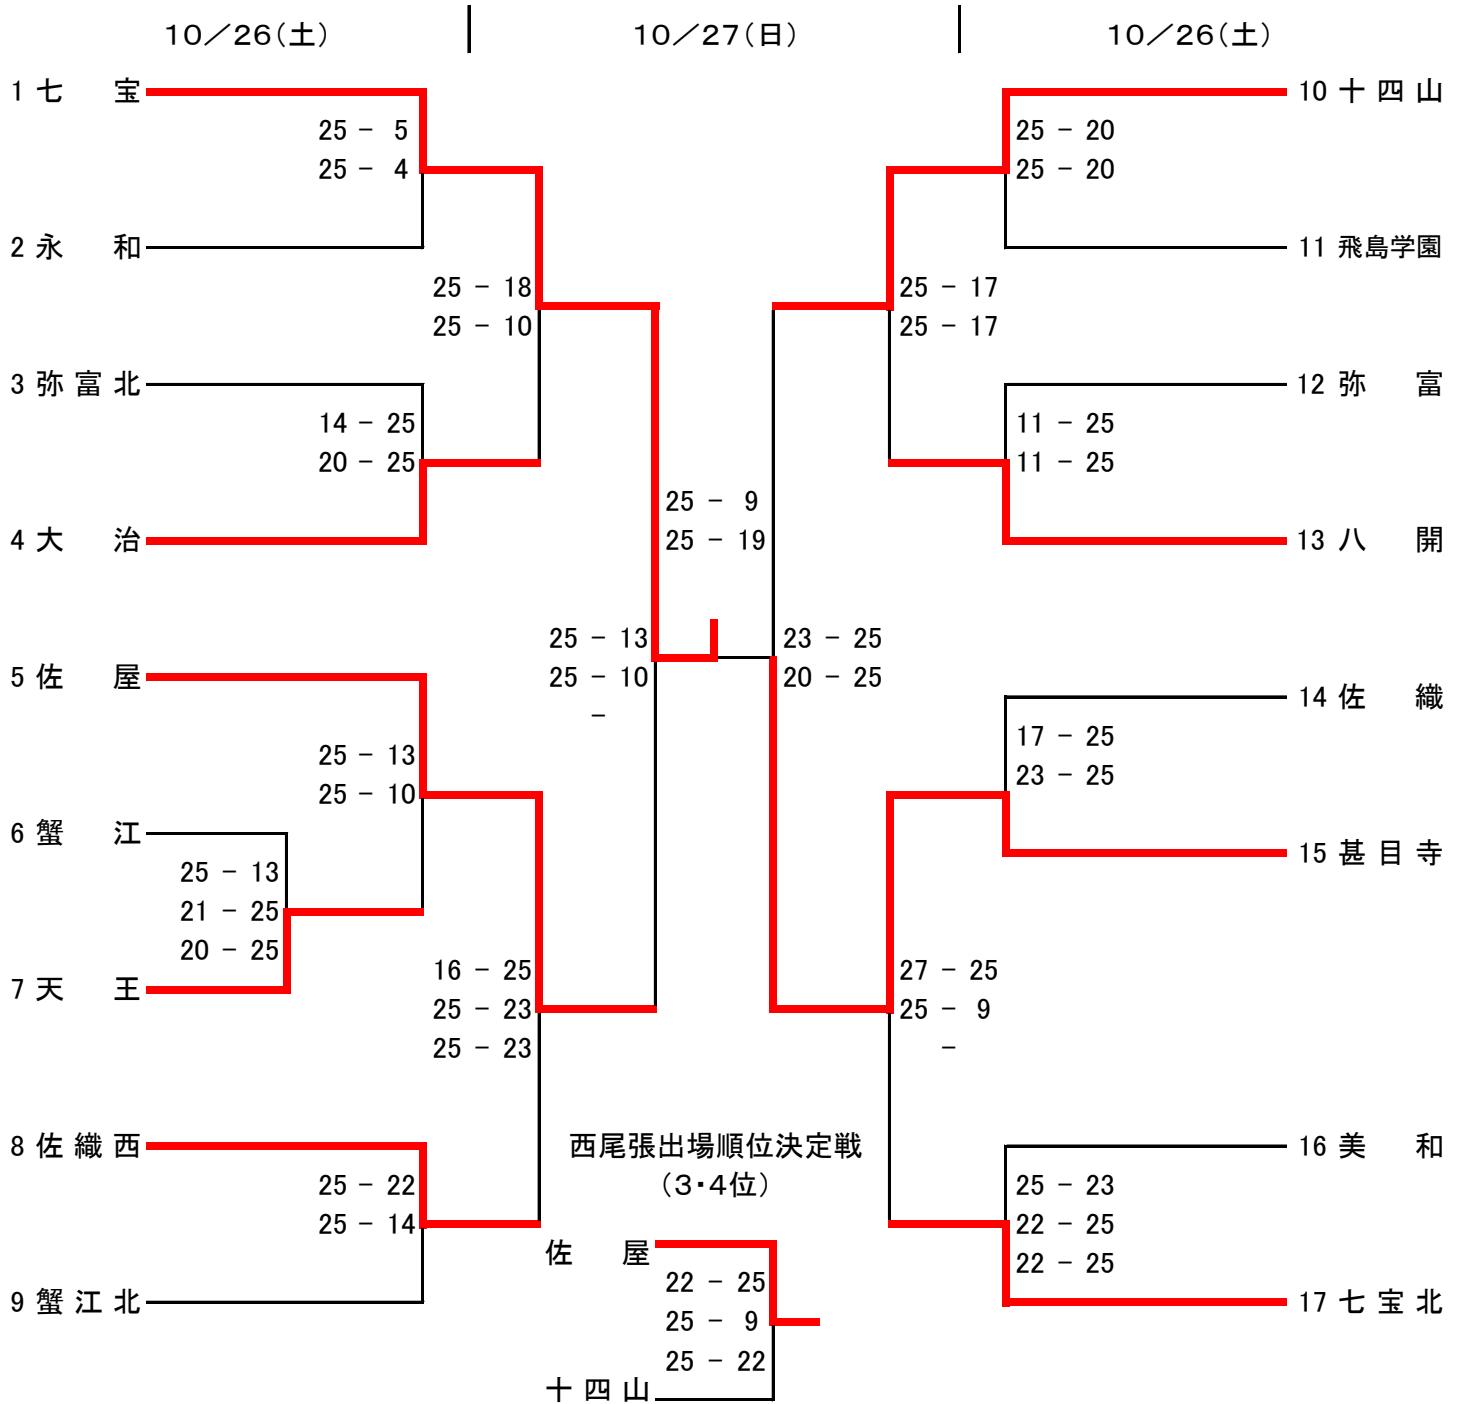 10／26(土)
10／27(日)
10／26(土)
1 七宝
25 - 5
25 - 4
2 永和
25 - 18
25 - 10
3 弥富北
14 - 25
20 - 25
4 大治
5 佐屋
25 - 13
25 - 10
6 蟹江
25 - 13
21 - 25
20 - 25
7 天王
16 - 25
25 - 23
25 - 23
8 佐織西
25 - 22
25 - 14
9 蟹江北
25 - 13
25 - 10
-
25 - 9
25 - 19
23 - 25
20 - 25
10 十四山
25 - 20
25 - 20
11 飛島学園
25 - 17
25 - 17
12 弥富
11 - 25
11 - 25
13 八開
14 佐織
17 - 25
23 - 25
15 甚目寺
27 - 25
25 - 9
-
16 美和
25 - 23
22 - 25
22 - 25
17 七宝北
西尾張出場順位決定戦
(3・4位)
佐屋
22 - 25
25 - 9
25 - 22
十四山